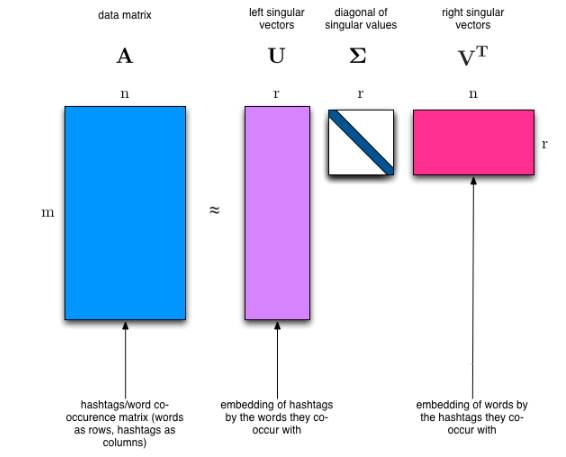 data matrix
left singular
vectors
diagonal of
singular values
right singular
vectors
A
U
Σ
V^T
n
r
r
n
r
m
≈
hashtags/word co-
occurence matrix (words
as rows, hashtags as
columns)
embedding of hashtags
by the words they co-
occur with
embedding of words by
the hashtags they co-
occur with